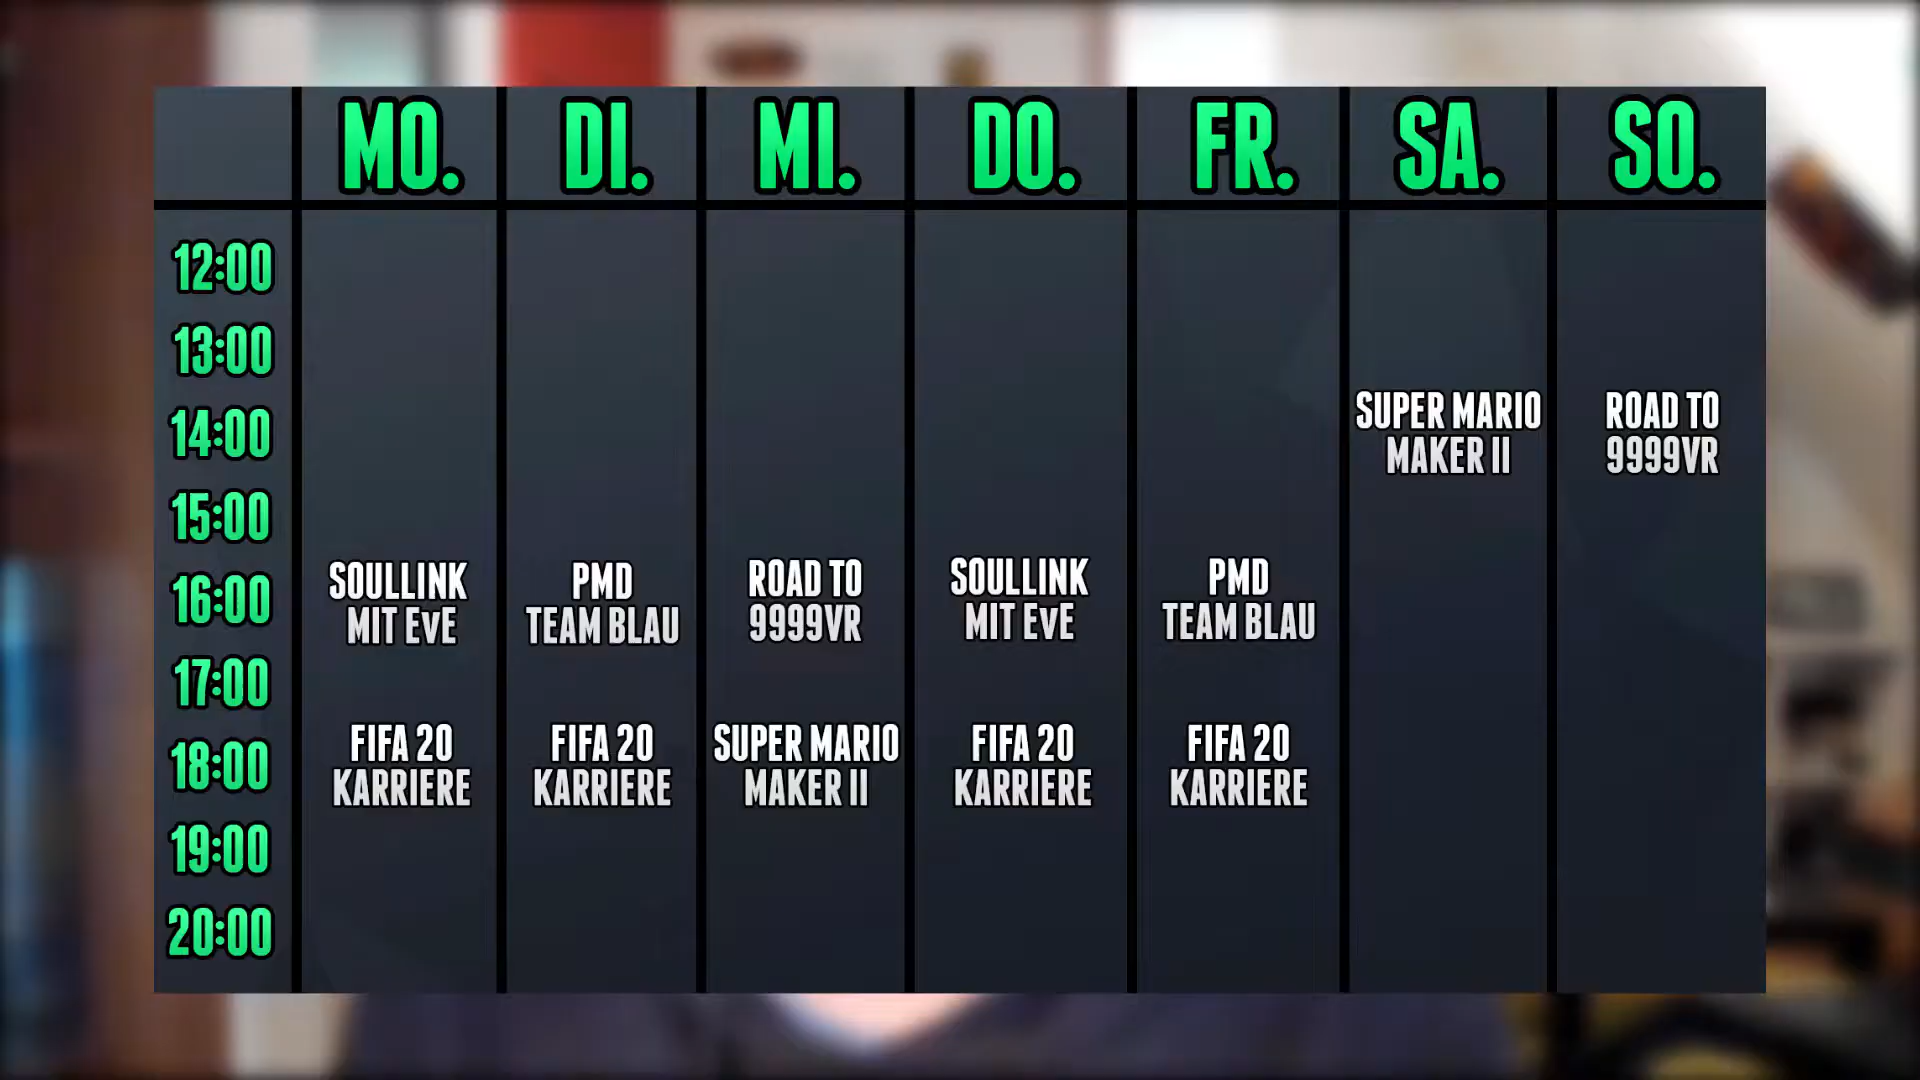 MO. DI. MI. DO. FR. SA. SO.
12:00
13:00
14:00
SUPER MARIO
MAKER II
ROAD TO
9999VR
15:00
16:00
SOULLINK
MIT EvE
PMD
TEAM BLAU
ROAD TO
9999VR
SOULLINK
MIT EvE
PMD
TEAM BLAU
17:00
18:00
FIFA 20
KARRIERE
FIFA 20
KARRIERE
SUPER MARIO
MAKER II
FIFA 20
KARRIERE
FIFA 20
KARRIERE
19:00
20:00